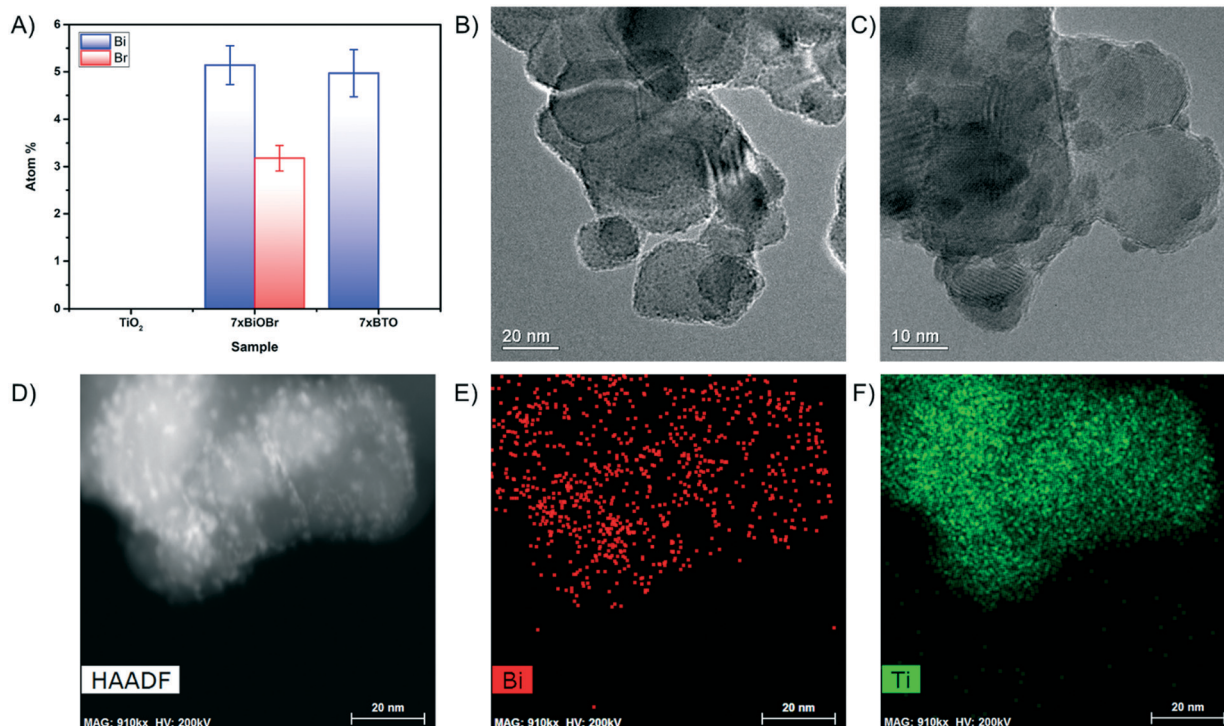 A)
6
5
4
3
2
1
0
Atom %
Bi
Br
TiO₂
7xBiOBr
7xBTO
Sample
B)
20 nm
C)
10 nm
D)
HAADF
20 nm
MAG: 910kx HV: 200kV
E)
Bi
20 nm
MAG: 910kx HV: 200kV
F)
Ti
20 nm
MAG: 910kx HV: 200kV